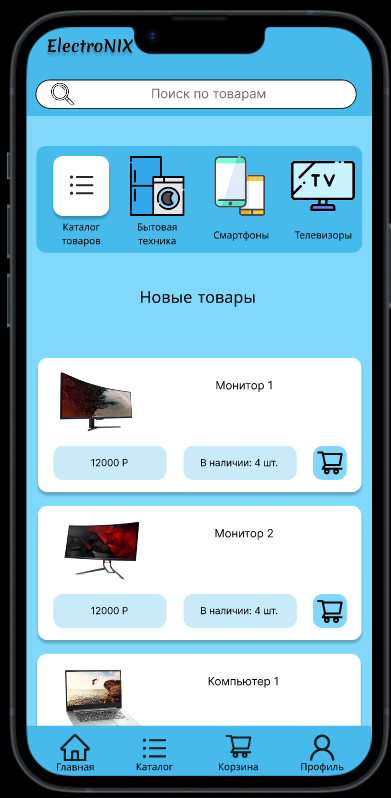 ElectroNIX
Поиск по товарам
Каталог
товаров
Бытовая
техника
Смартфоны
TV
Телевизоры
Новые товары
Монитор 1
12000 Р
В наличии: 4 шт.
Монитор 2
12000 Р
В наличии: 4 шт.
Компьютер 1
Главная
Каталог
Корзина
Профиль